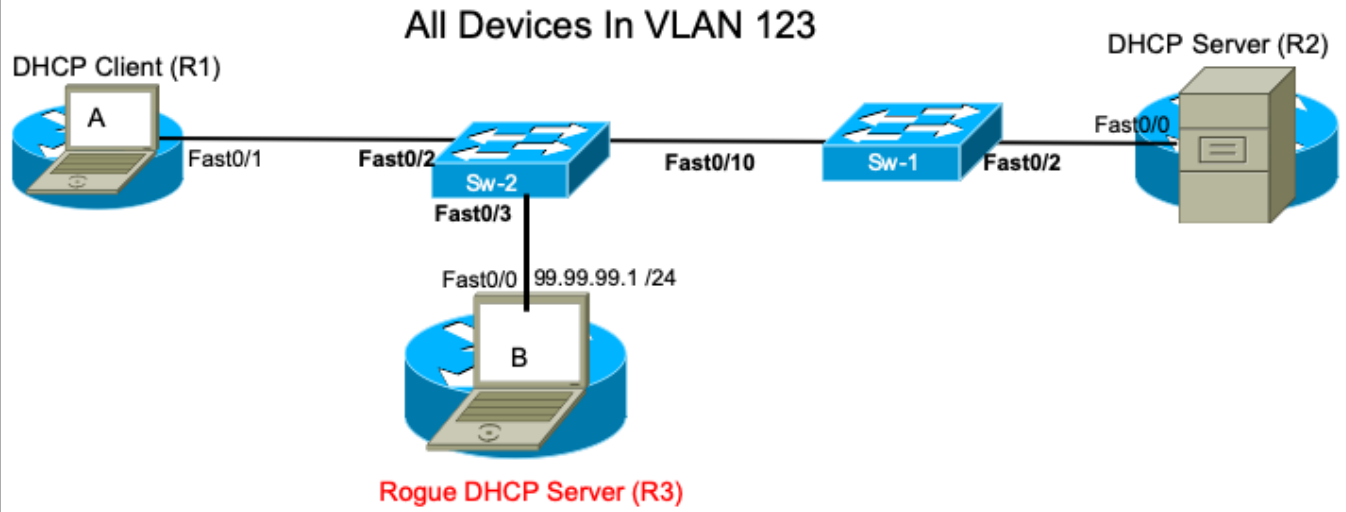 All Devices In VLAN 123
DHCP Client (R1)
DHCP Server (R2)
A
Fast0/1
Fast0/2
Sw-2
Fast0/10
Sw-1
Fast0/2
Fast0/0
Fast0/3
Fast0/0
99.99.99.1 /24
B
Rogue DHCP Server (R3)